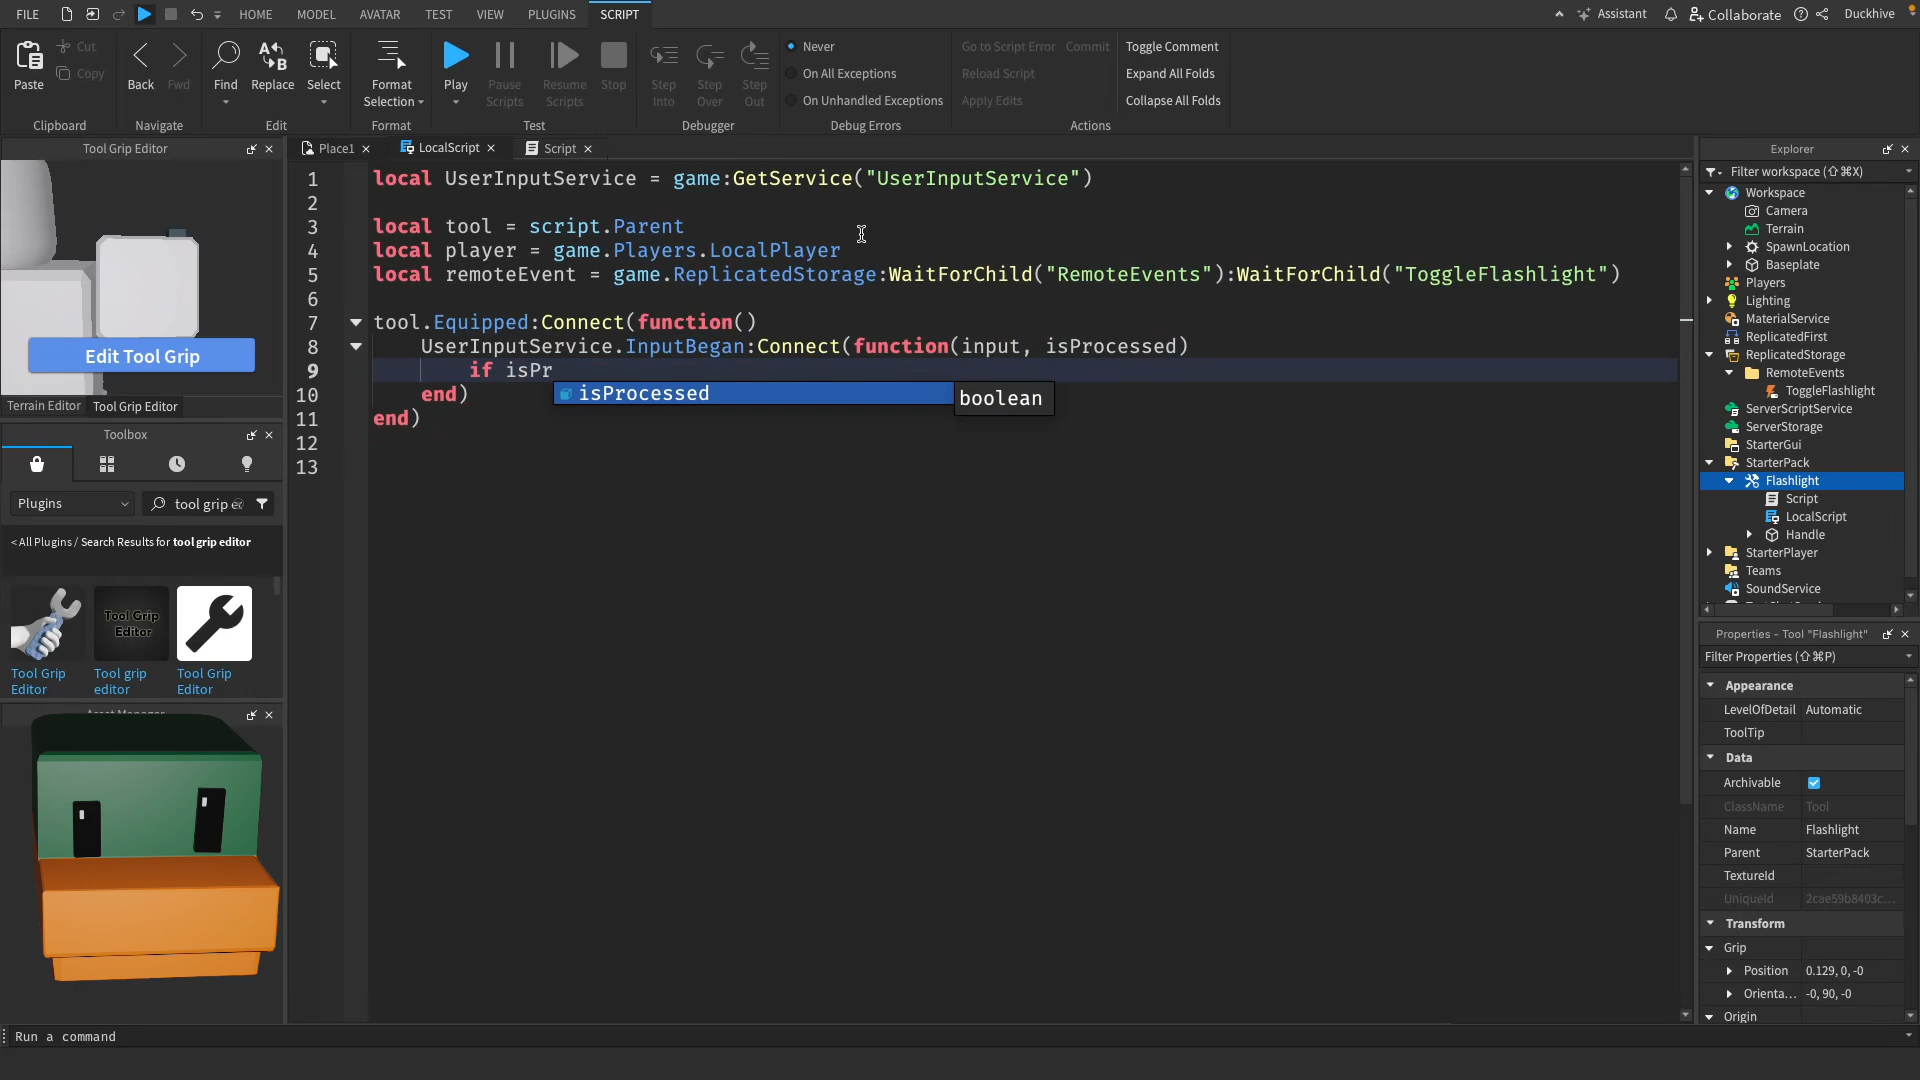 FILE HOME MODEL AVATAR TEST VIEW PLUGINS SCRIPT Assistant Collaborate Duckhive
Paste Cut Copy Clipboard
Back Fwd Navigate
Find Replace Select Edit
Format Selection Format
Play Pause Scripts Resume Scripts Stop Test
Step Into Step Over Step Out Debugger
Never
On All Exceptions
On Unhandled Exceptions
Debug Errors
Go to Script Error Commit Toggle Comment
Reload Script Expand All Folds
Apply Edits Collapse All Folds
Actions
Tool Grip Editor
Edit Tool Grip
Terrain Editor Tool Grip Editor
Toolbox
Plugins tool grip ec
< All Plugins / Search Results for tool grip editor
Tool Grip Editor
Tool Grip Editor
Tool grip editor
Tool Grip Editor
Place1 LocalScript Script
1 local UserInputService = game:GetService("UserInputService")
2
3 local tool = script.Parent
4 local player = game.Players.LocalPlayer
5 local remoteEvent = game.ReplicatedStorage:WaitForChild("RemoteEvents"):WaitForChild("ToggleFlashlight")
6
7 tool.Equipped:Connect(function()
8 UserInputService.InputBegan:Connect(function(input, isProcessed)
9 if isPr
isProcessed boolean
10 end)
11 end)
12
13
Explorer
Filter workspace (⇧⌘X)
Workspace
Camera
Terrain
SpawnLocation
Baseplate
Players
Lighting
MaterialService
ReplicatedFirst
ReplicatedStorage
RemoteEvents
ToggleFlashlight
ServerScriptService
ServerStorage
StarterGui
StarterPack
Flashlight
Script
LocalScript
Handle
StarterPlayer
Teams
SoundService
Properties - Tool "Flashlight"
Filter Properties (⇧⌘P)
Appearance
LevelOfDetail Automatic
ToolTip
Data
Archivable
ClassName Tool
Name Flashlight
Parent StarterPack
TextureId
UniqueId 2cae59b8403c...
Transform
Grip
Position 0.129, 0, -0
Orienta... -0, 90, -0
Origin
Run a command